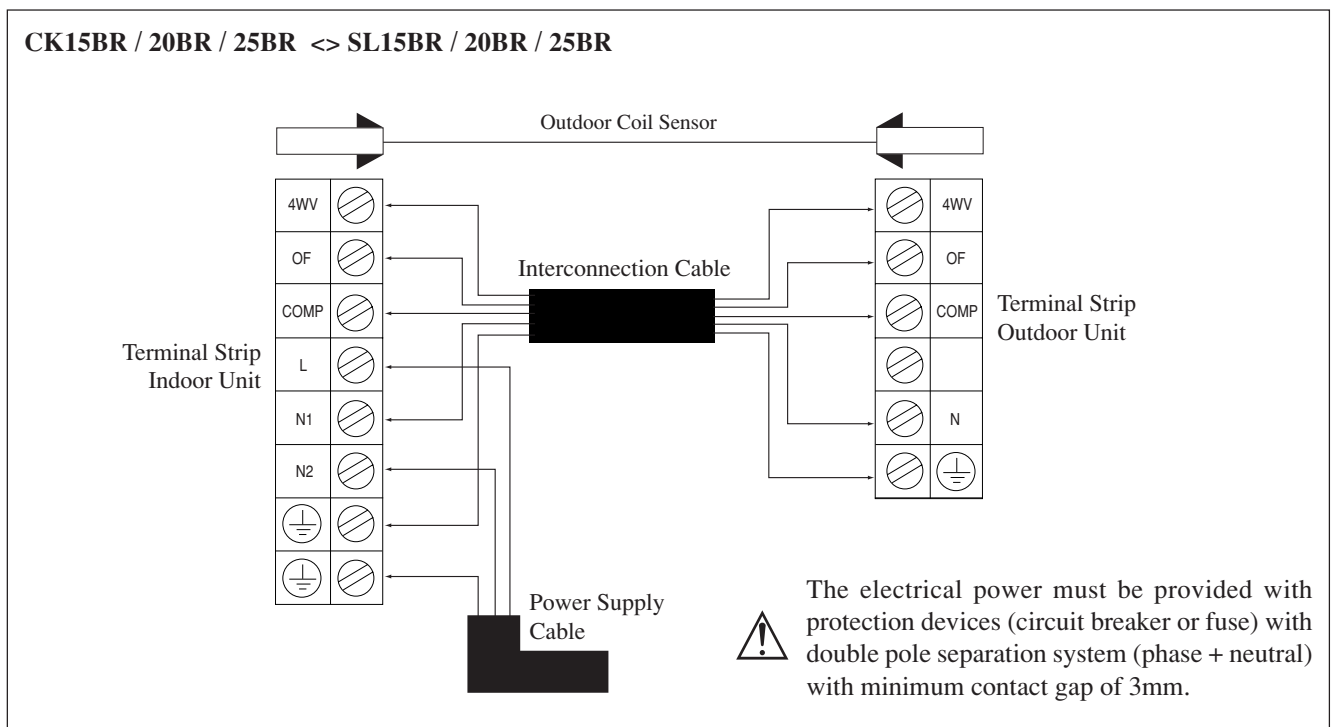 CK15BR / 20BR / 25BR <> SL15BR / 20BR / 25BR
Outdoor Coil Sensor
4WV
OF
COMP
L
N1
N2
Terminal Strip
Indoor Unit
Interconnection Cable
4WV
OF
COMP
N
Terminal Strip
Outdoor Unit
Power Supply
Cable
The electrical power must be provided with
protection devices (circuit breaker or fuse) with
double pole separation system (phase + neutral)
with minimum contact gap of 3mm.